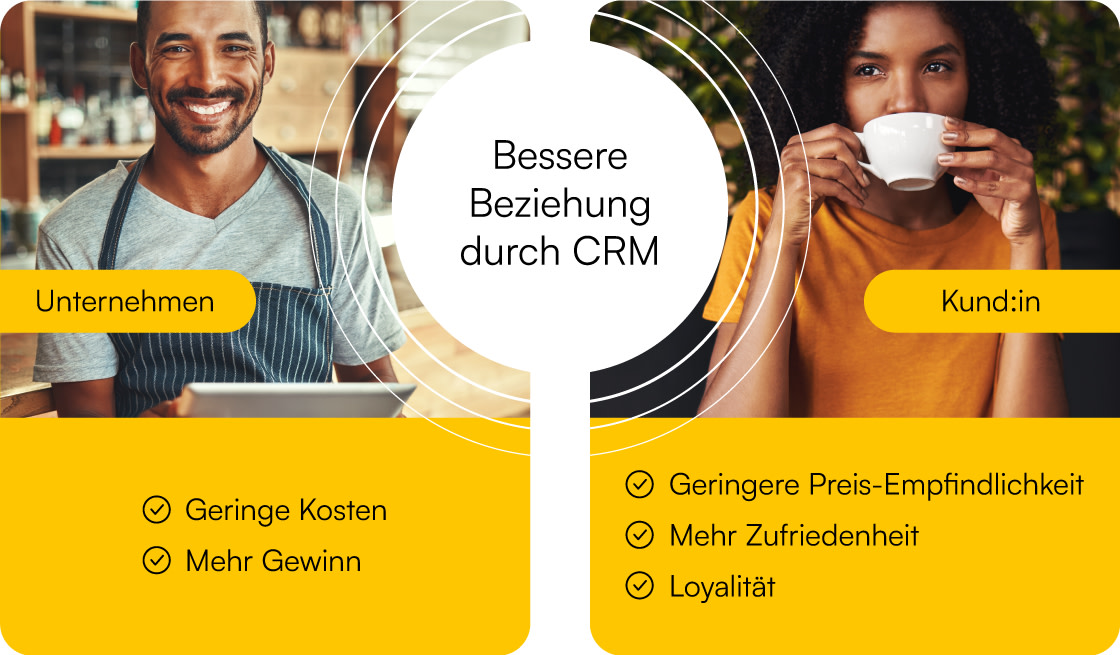 Bessere
Beziehung
durch CRM
Unternehmen
Kund:in
Geringe Kosten
Mehr Gewinn
Geringere Preis-Empfindlichkeit
Mehr Zufriedenheit
Loyalität